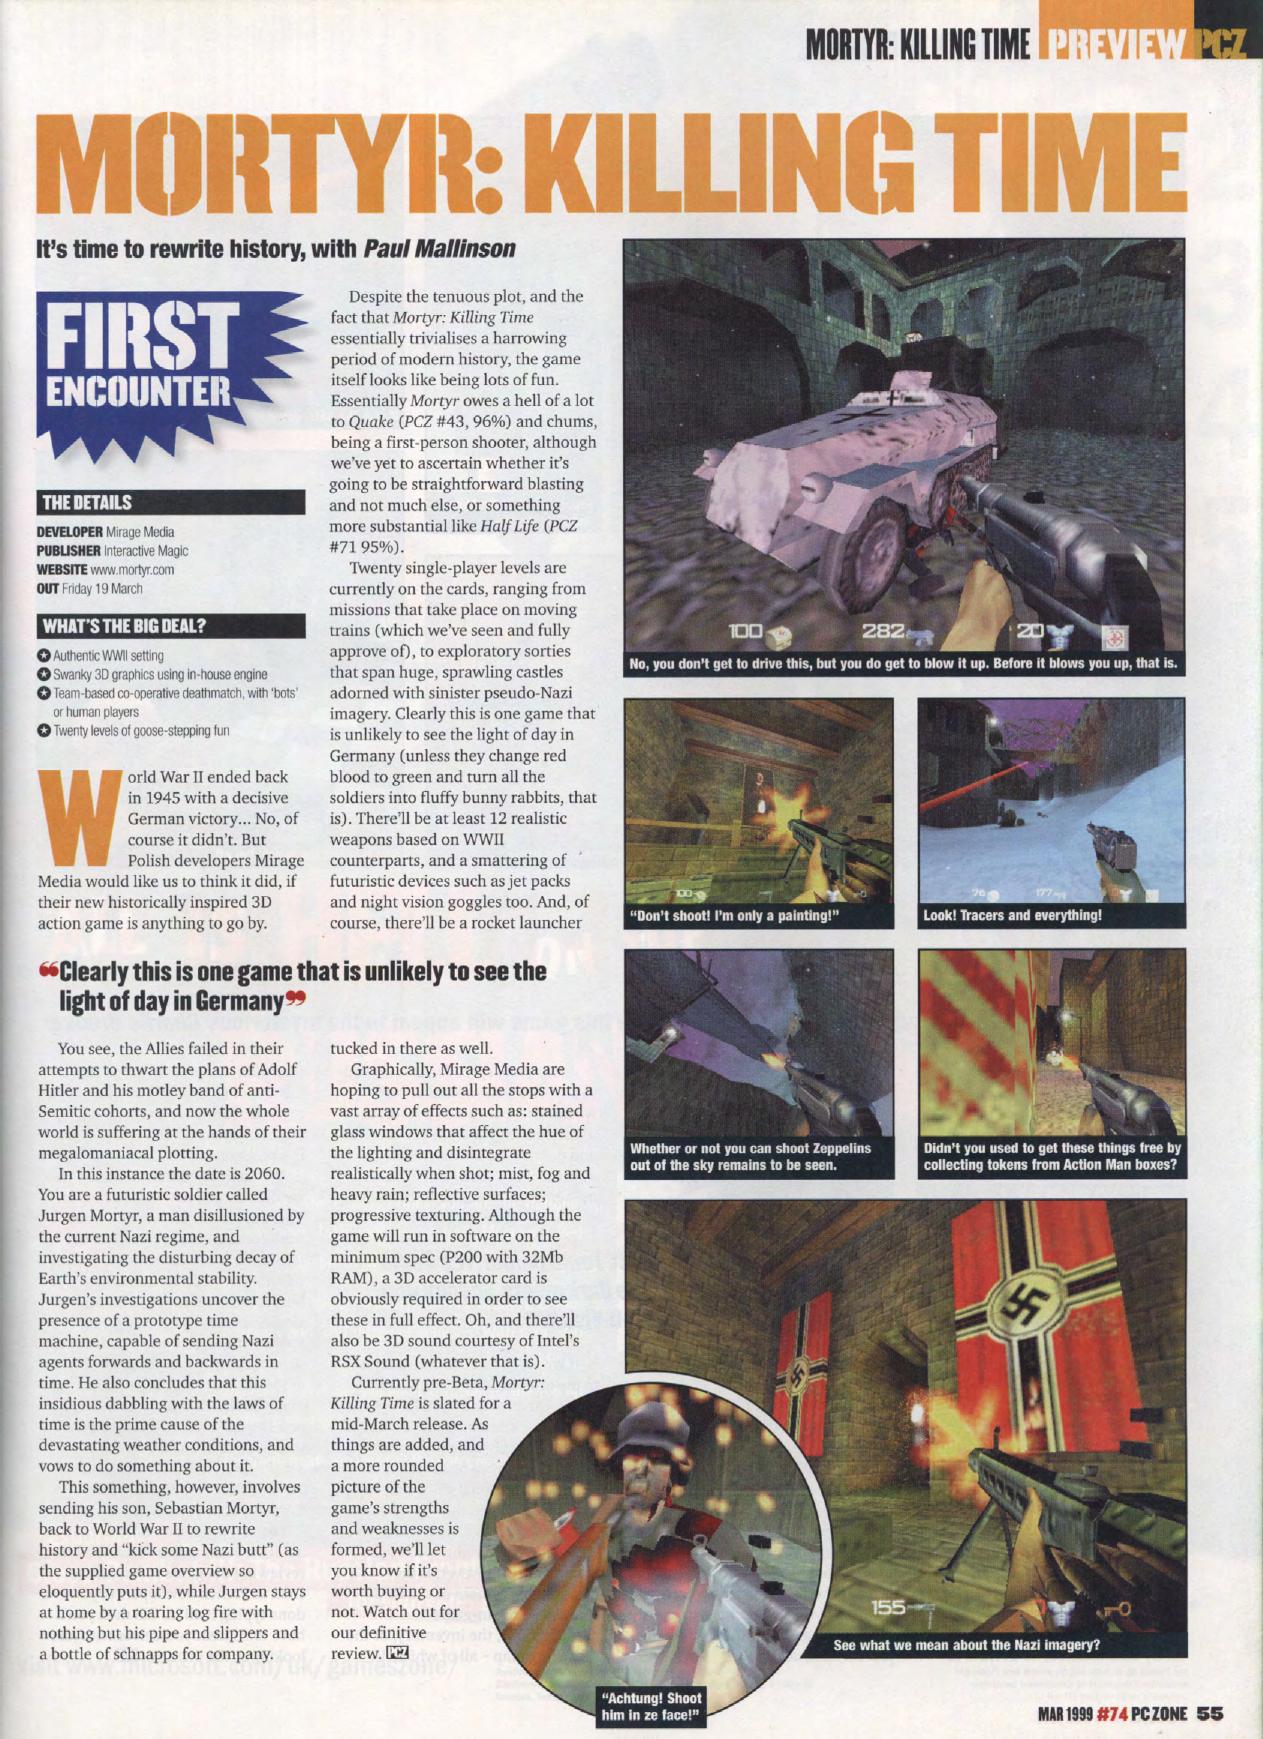 MORTYR: KILLING TIME PREVIEW PCZ
MORTYR: KILLING TIME
It's time to rewrite history, with Paul Mallinson
FIRST
ENCOUNTER
THE DETAILS
DEVELOPER Mirage Media
PUBLISHER Interactive Magic
WEBSITE www.mortyr.com
OUT Friday 19 March
WHAT'S THE BIG DEAL?
Authentic WWII setting
Swanky 3D graphics using in-house engine
Team-based co-operative deathmatch, with 'bots'
or human players
Twenty levels of goose-stepping fun
World War II ended back
in 1945 with a decisive
German victory... No, of
course it didn't. But
Polish developers Mirage
Media would like us to think it did, if
their new historically inspired 3D
action game is anything to go by.
“Clearly this is one game that is unlikely to see the
light of day in Germany”
You see, the Allies failed in their
attempts to thwart the plans of Adolf
Hitler and his motley band of anti-
Semitic cohorts, and now the whole
world is suffering at the hands of their
megalomaniacal plotting.
In this instance the date is 2060.
You are a futuristic soldier called
Jurgen Mortyr, a man disillusioned by
the current Nazi regime, and
investigating the disturbing decay of
Earth's environmental stability.
Jurgen's investigations uncover the
presence of a prototype time
machine, capable of sending Nazi
agents forwards and backwards in
time. He also concludes that this
insidious dabbling with the laws of
time is the prime cause of the
devastating weather conditions, and
vows to do something about it.
This something, however, involves
sending his son, Sebastian Mortyr,
back to World War II to rewrite
history and “kick some Nazi butt” (as
the supplied game overview so
eloquently puts it), while Jurgen stays
at home by a roaring log fire with
nothing but his pipe and slippers and
a bottle of schnapps for company.
Despite the tenuous plot, and the
fact that Mortyr: Killing Time
essentially trivialises a harrowing
period of modern history, the game
itself looks like being lots of fun.
Essentially Mortyr owes a hell of a lot
to Quake (PCZ #43, 96%) and chums,
being a first-person shooter, although
we've yet to ascertain whether it's
going to be straightforward blasting
and not much else, or something
more substantial like Half Life (PCZ
#71 95%).
Twenty single-player levels are
currently on the cards, ranging from
missions that take place on moving
trains (which we've seen and fully
approve of), to exploratory sorties
that span huge, sprawling castles
adorned with sinister pseudo-Nazi
imagery. Clearly this is one game that
is unlikely to see the light of day in
Germany (unless they change red
blood to green and turn all the
soldiers into fluffy bunny rabbits, that
is). There'll be at least 12 realistic
weapons based on WWII
counterparts, and a smattering of
futuristic devices such as jet packs
and night vision goggles too. And, of
course, there'll be a rocket launcher
tucked in there as well.
Graphically, Mirage Media are
hoping to pull out all the stops with a
vast array of effects such as: stained
glass windows that affect the hue of
the lighting and disintegrate
realistically when shot; mist, fog and
heavy rain; reflective surfaces;
progressive texturing. Although the
game will run in software on the
minimum spec (P200 with 32Mb
RAM), a 3D accelerator card is
obviously required in order to see
these in full effect. Oh, and there'll
also be 3D sound courtesy of Intel's
RSX Sound (whatever that is).
Currently pre-Beta, Mortyr:
Killing Time is slated for a
mid-March release. As
things are added, and
a more rounded
picture of the
game's strengths
and weaknesses is
formed, we'll let
you know if it's
worth buying or
not. Watch out for
our definitive
review. PCZ
100 282 20
No, you don't get to drive this, but you do get to blow it up. Before it blows you up, that is.
100
“Don't shoot! I'm only a painting!”
76 177
Look! Tracers and everything!
Whether or not you can shoot Zeppelins
out of the sky remains to be seen.
Didn't you used to get these things free by
collecting tokens from Action Man boxes?
155
See what we mean about the Nazi imagery?
“Achtung! Shoot
him in ze face!”
MAR 1999 #74 PC ZONE 55